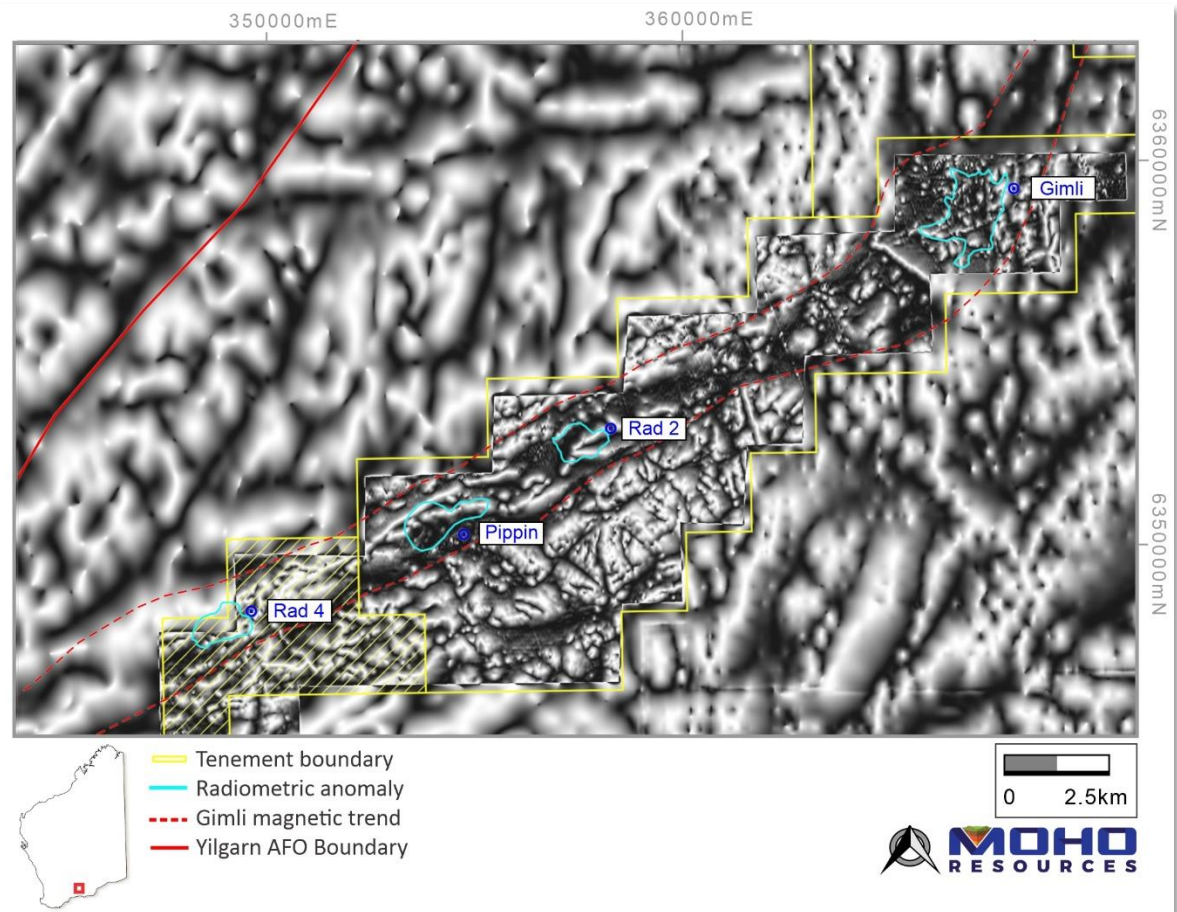 350000mE
360000mE
6360000mN
Gimli
Rad 2
Pippin
6350000mN
Rad 4
Tenement boundary
Radiometric anomaly
Gimli magnetic trend
Yilgarn AFO Boundary
0 2.5km
MOHO
RESOURCES